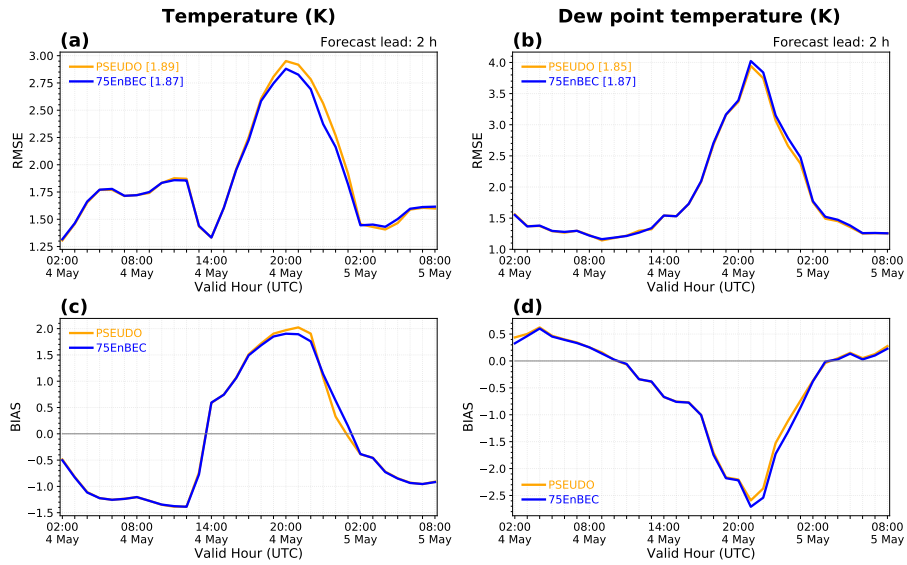 Temperature (K)
Dew point temperature (K)
(a)
Forecast lead: 2 h
PSEUDO [1.89]
75EnBEC [1.87]
RMSE
3.00
2.75
2.50
2.25
2.00
1.75
1.50
1.25
02:00 08:00 14:00 20:00 02:00 08:00
4 May 4 May 4 May 4 May 5 May 5 May
Valid Hour (UTC)
(b)
Forecast lead: 2 h
PSEUDO [1.85]
75EnBEC [1.87]
RMSE
4.0
3.5
3.0
2.5
2.0
1.5
1.0
02:00 08:00 14:00 20:00 02:00 08:00
4 May 4 May 4 May 4 May 5 May 5 May
Valid Hour (UTC)
(c)
PSEUDO
75EnBEC
BIAS
2.0
1.5
1.0
0.5
0.0
−0.5
−1.0
−1.5
02:00 08:00 14:00 20:00 02:00 08:00
4 May 4 May 4 May 4 May 5 May 5 May
Valid Hour (UTC)
(d)
BIAS
0.5
0.0
−0.5
−1.0
−1.5
−2.0
−2.5
PSEUDO
75EnBEC
02:00 08:00 14:00 20:00 02:00 08:00
4 May 4 May 4 May 4 May 5 May 5 May
Valid Hour (UTC)